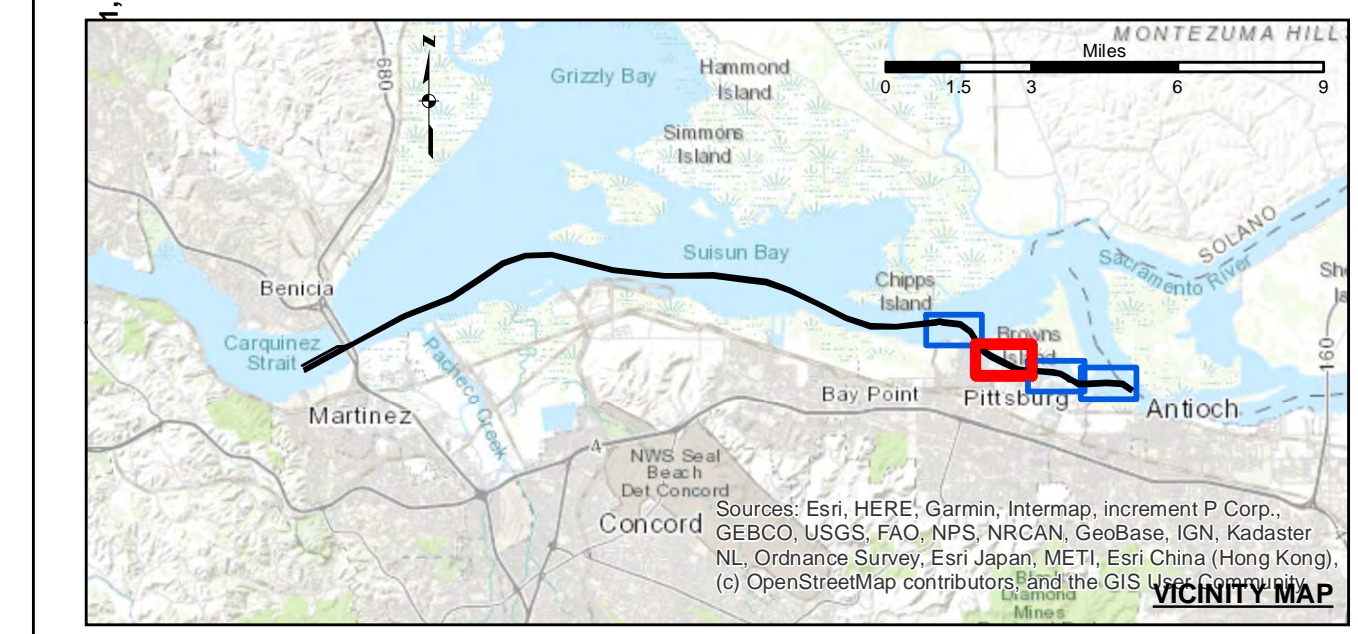 MONTEZUMA HILL
Miles
0 1.5 3 6 9
N
680
Grizzly Bay
Hammond
Island
Simmons
Island
SOLANO
Sacramento River
Suisun Bay
Chipps
Island
Benicia
Carquinez
Strait
Browns
Island
160
Pacheco Creek
Bay Point
Pittsburg
Antioch
Martinez
4
NWS Seal
Beach
Det Concord
Concord
Sources: Esri, HERE, Garmin, Intermap, increment P Corp.,
GEBCO, USGS, FAO, NPS, NRCAN, GeoBase, IGN, Kadaster
NL, Ordnance Survey, Esri Japan, METI, Esri China (Hong Kong),
(c) OpenStreetMap contributors, and the GIS User Community
VICINITY MAP
Diamond
Mines